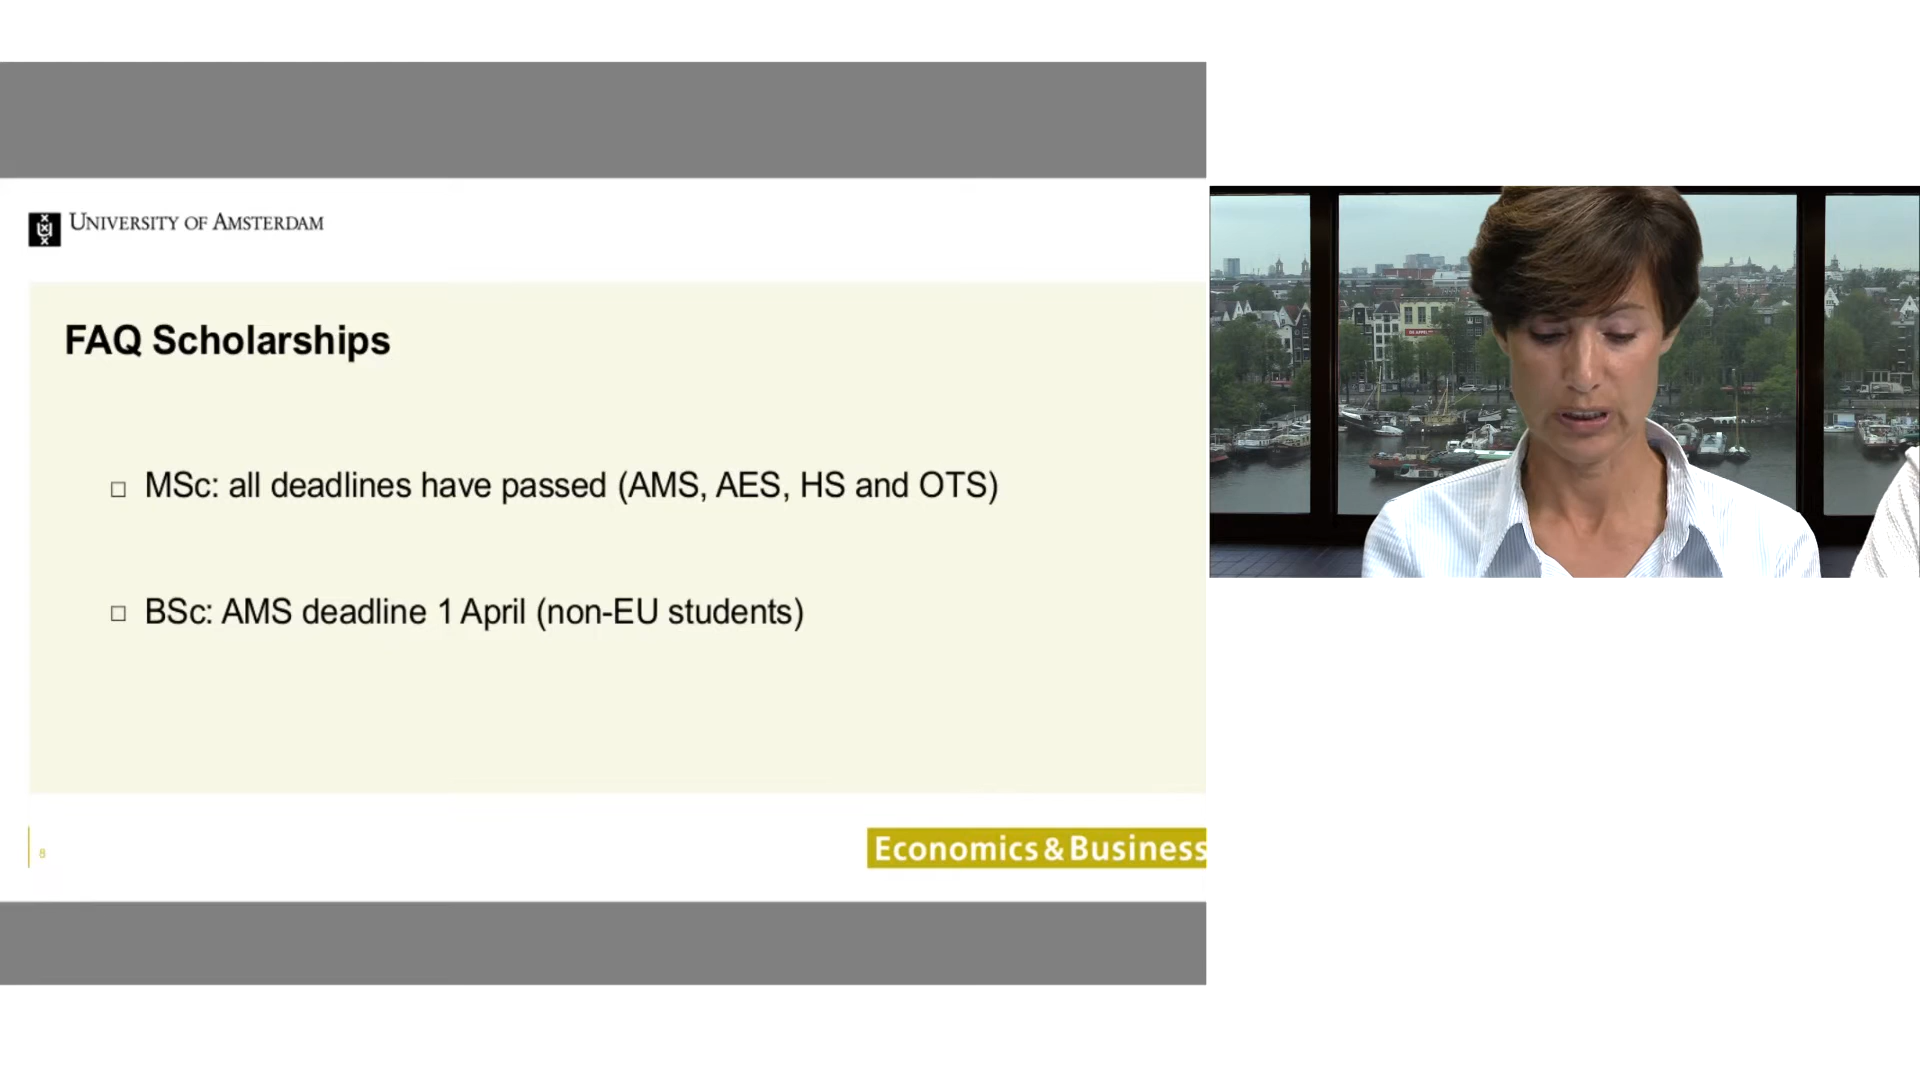 UNIVERSITY OF AMSTERDAM
FAQ Scholarships
MSc: all deadlines have passed (AMS, AES, HS and OTS)
BSc: AMS deadline 1 April (non-EU students)
Economics & Business